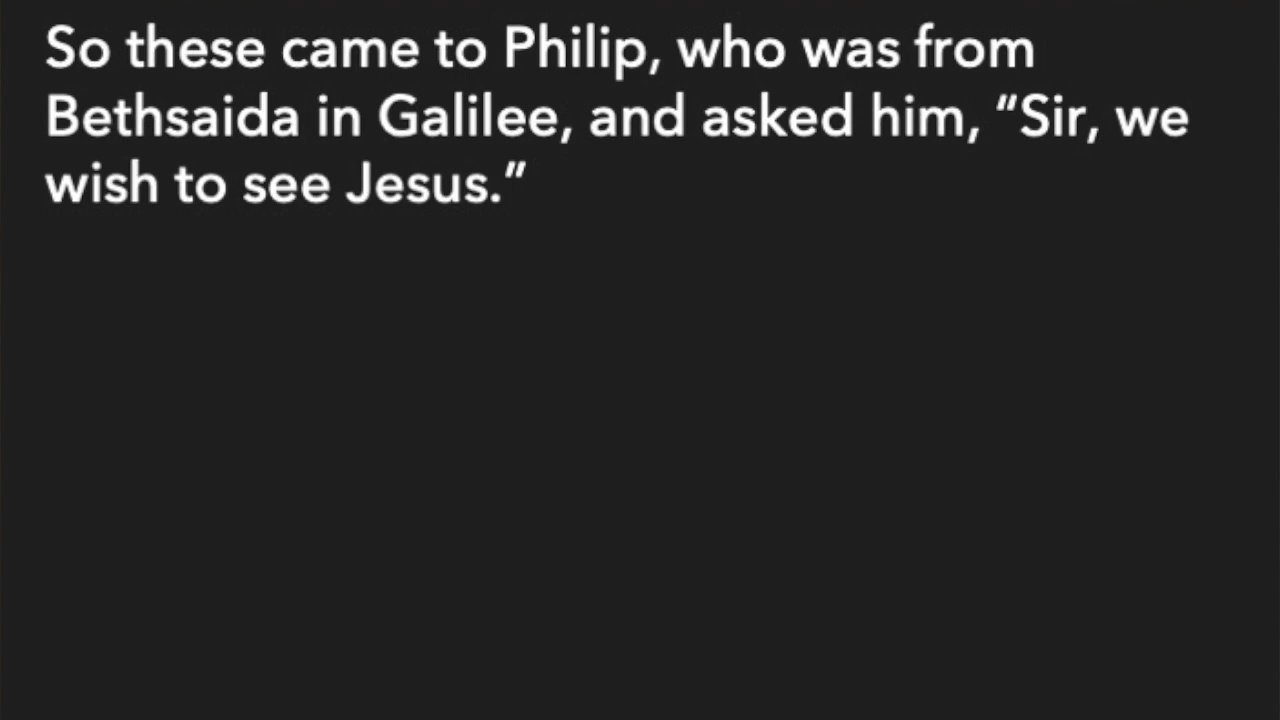 So these came to Philip, who was from
Bethsaida in Galilee, and asked him, “Sir, we
wish to see Jesus.”